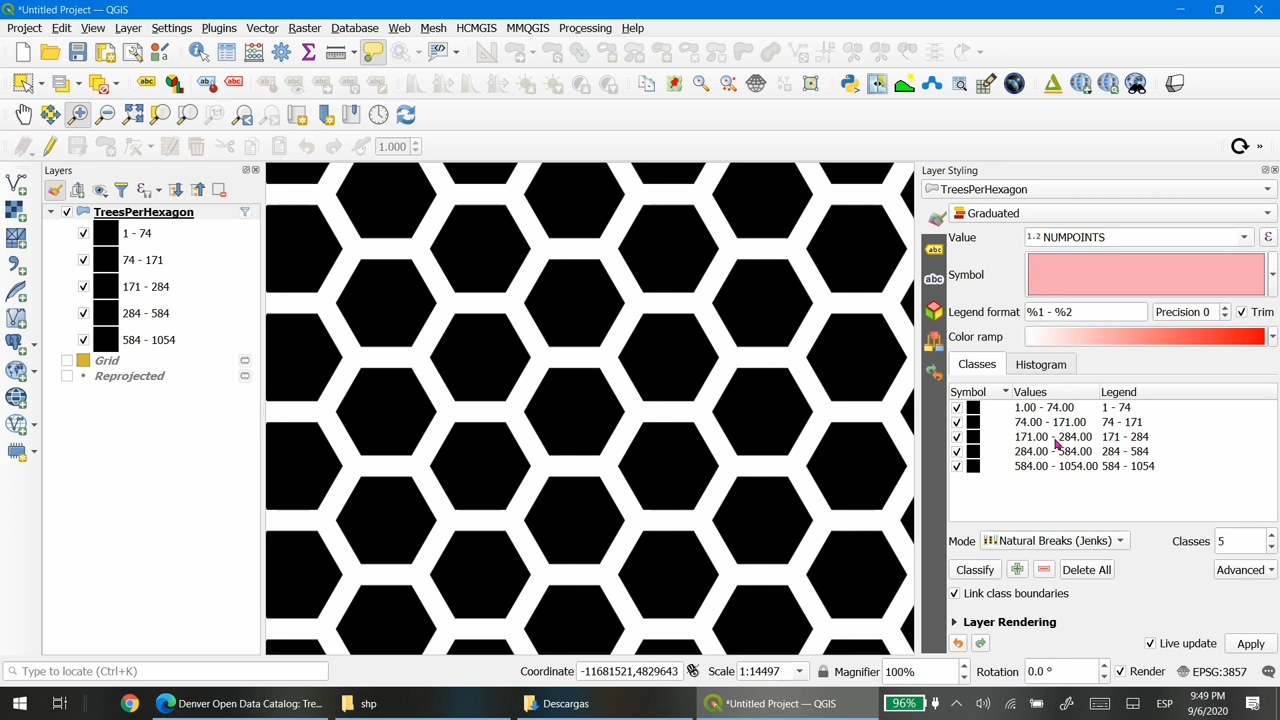 *Untitled Project — QGIS
Project Edit View Layer Settings Plugins Vector Raster Database Web Mesh HCMGIS MMQGIS Processing Help
1.000
Layers
Layer Styling
TreesPerHexagon
TreesPerHexagon
Graduated
1 - 74
Value 1.2 NUMPOINTS
74 - 171
171 - 284
Symbol
284 - 584
Legend format %1 - %2 Precision 0 Trim
584 - 1054
Color ramp
Grid
Classes Histogram
Reprojected
Symbol Values Legend
1.00 - 74.00 1 - 74
74.00 - 171.00 74 - 171
171.00 - 284.00 171 - 284
284.00 - 584.00 284 - 584
584.00 - 1054.00 584 - 1054
Mode Natural Breaks (Jenks) Classes 5
Classify Delete All Advanced
Link class boundaries
Layer Rendering
Live update Apply
Type to locate (Ctrl+K) Coordinate -11681521,4829643 Scale 1:14497 Magnifier 100% Rotation 0.0 ° Render EPSG:3857
Denver Open Data Catalog: Tre... shp Descargas *Untitled Project — QGIS 96% ESP 9:49 PM
9/6/2020